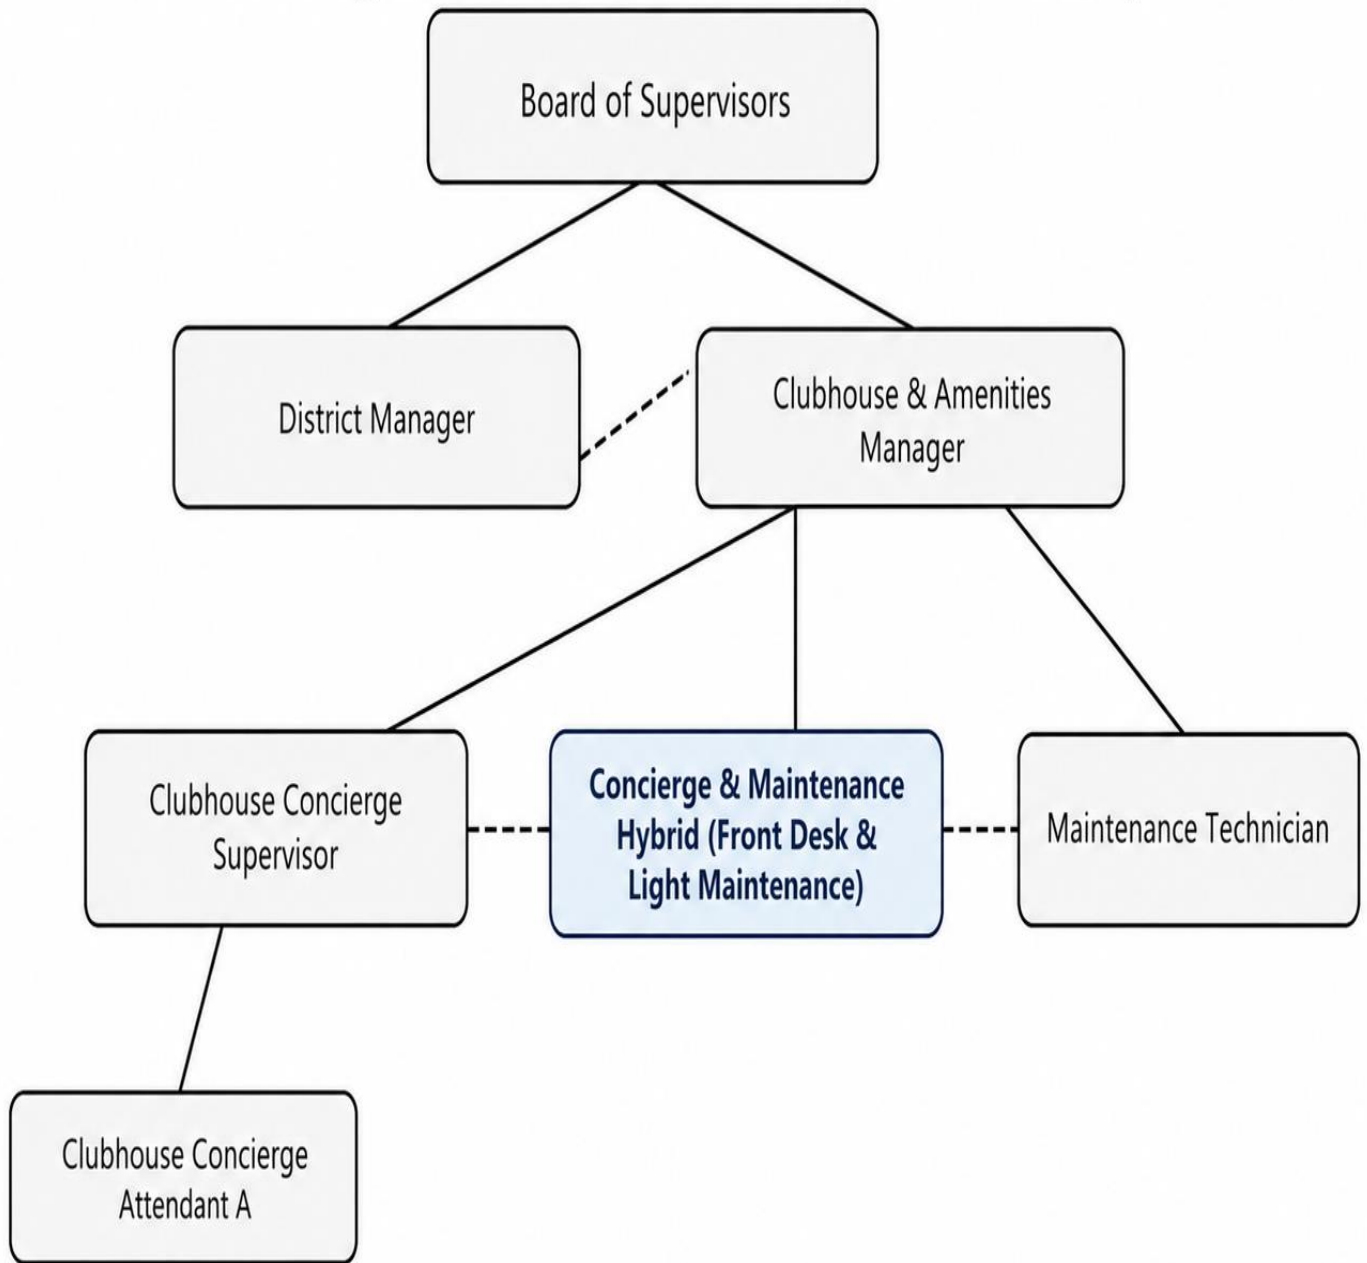 Board of Supervisors
District Manager
Clubhouse & Amenities
Manager
Clubhouse Concierge
Supervisor
Concierge & Maintenance
Hybrid (Front Desk &
Light Maintenance)
Maintenance Technician
Clubhouse Concierge
Attendant A